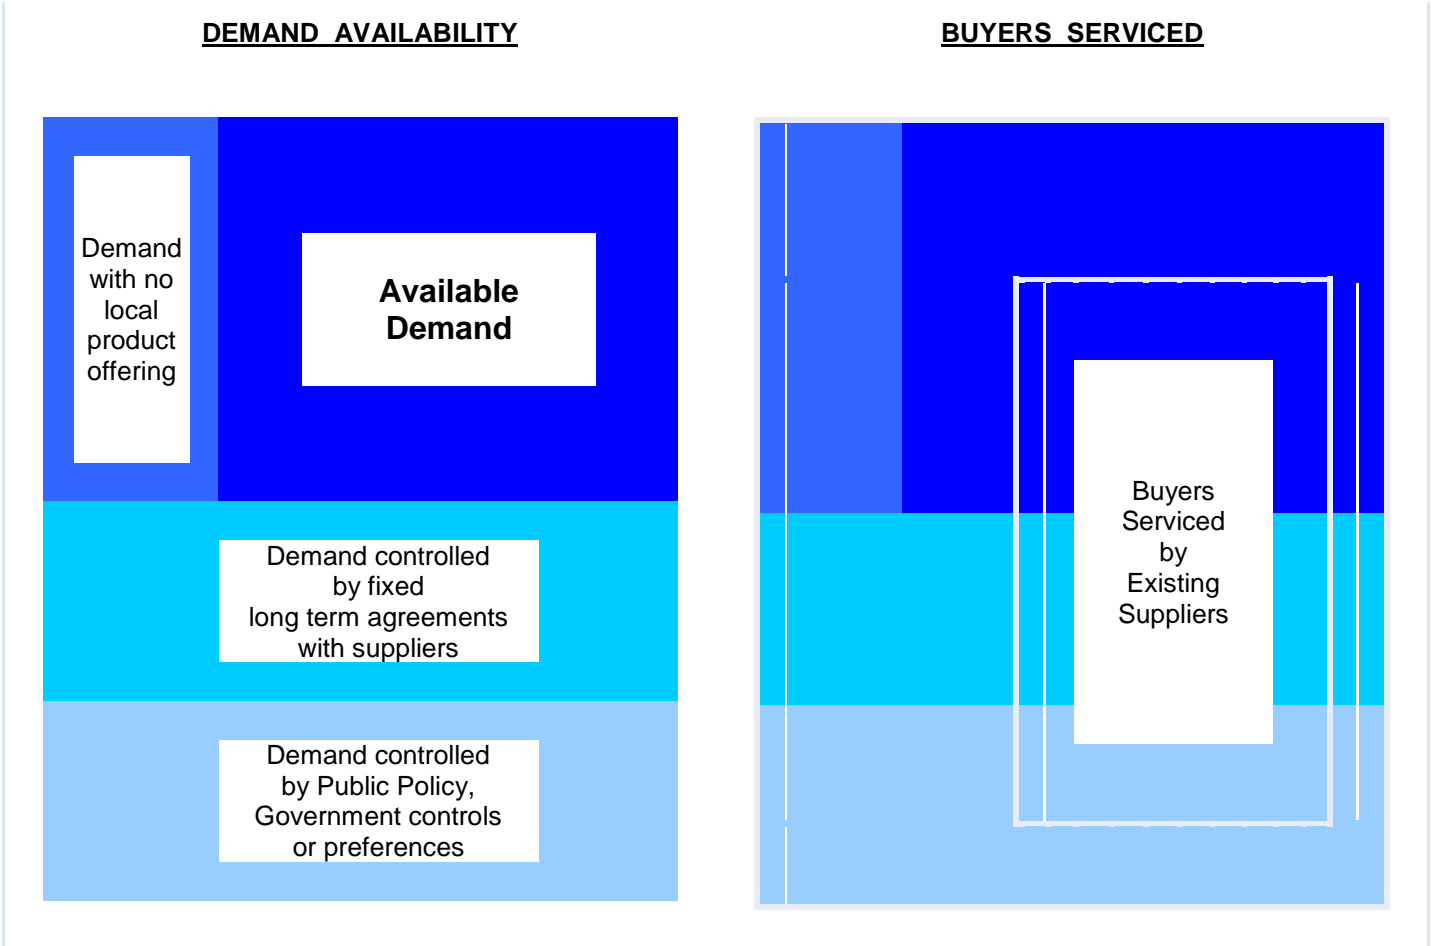 DEMAND AVAILABILITY
BUYERS SERVICED
Demand
with no
local
product
offering
Available
Demand
Demand controlled
by fixed
long term agreements
with suppliers
Demand controlled
by Public Policy,
Government controls
or preferences
Buyers
Serviced
by
Existing
Suppliers